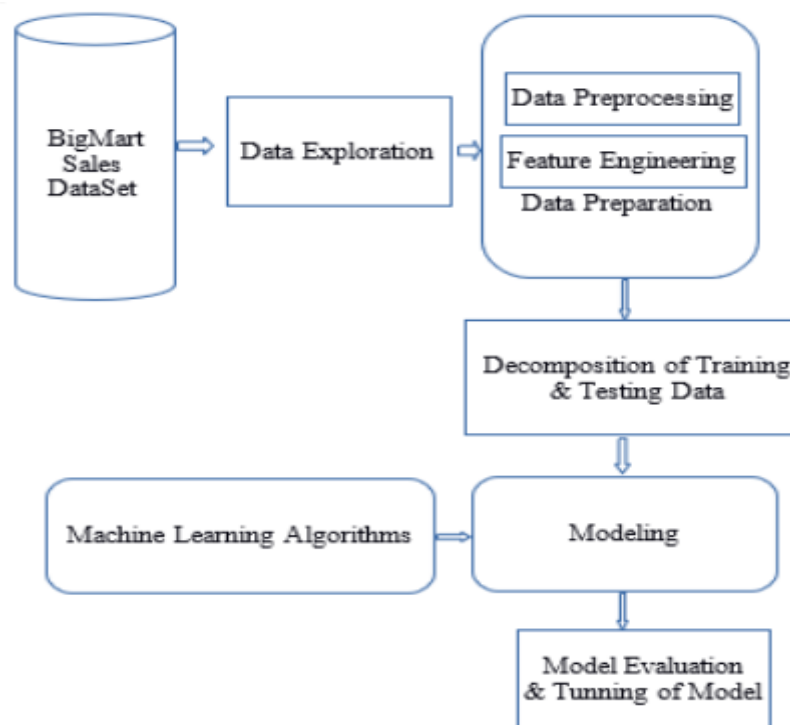 BigMart
Sales
DataSet
Data Exploration
Data Preprocessing
Feature Engineering
Data Preparation
Decomposition of Training
& Testing Data
Machine Learning Algorithms
Modeling
Model Evaluation
& Tunning of Model